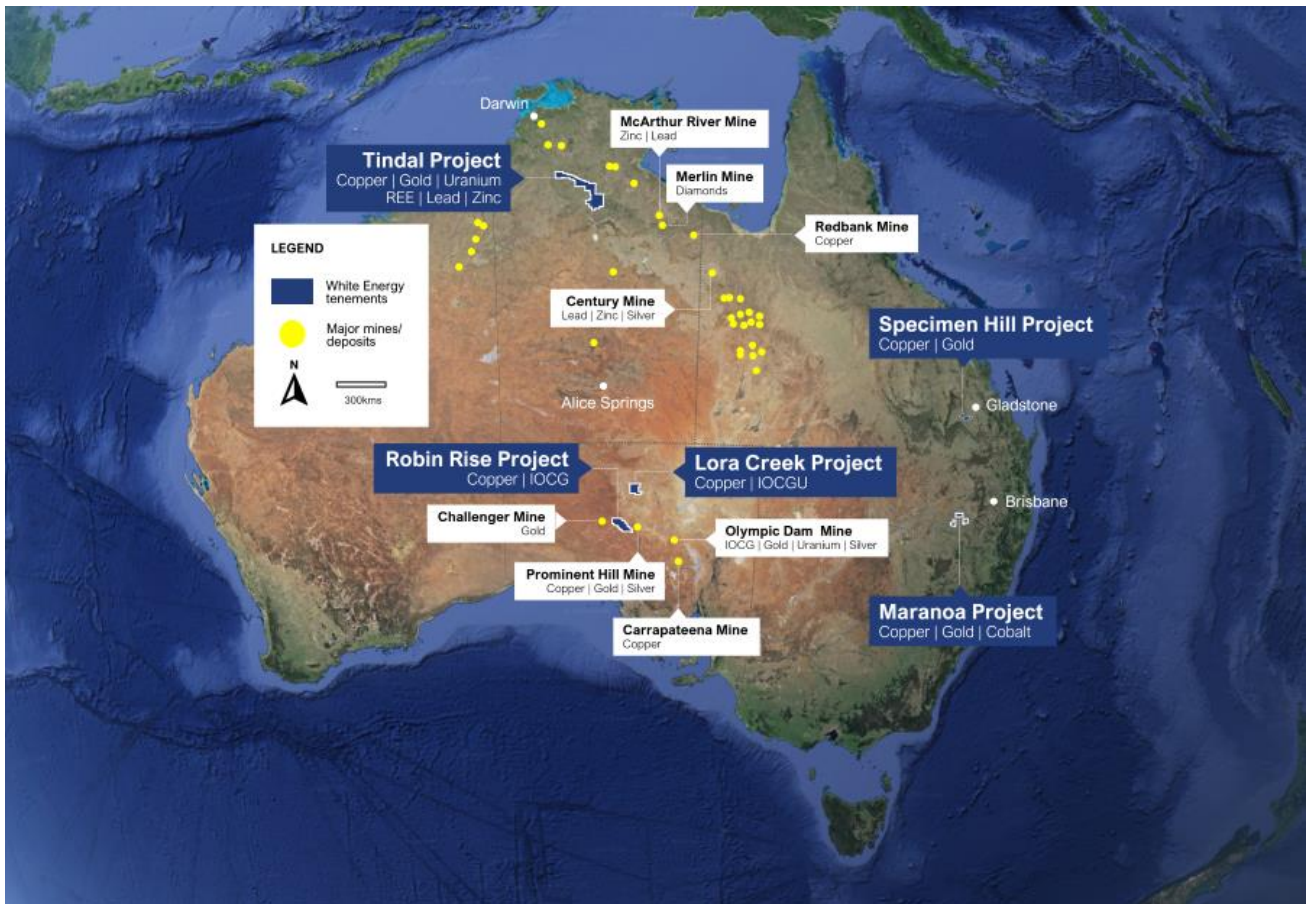 Darwin
McArthur River Mine
Zinc | Lead
Tindal Project
Copper | Gold | Uranium
REE | Lead | Zinc
Merlin Mine
Diamonds
Redbank Mine
Copper
LEGEND
White Energy
tenements
Major mines/
deposits
N
300kms
Century Mine
Lead | Zinc | Silver
Specimen Hill Project
Copper | Gold
Alice Springs
Gladstone
Robin Rise Project
Copper | IOCG
Lora Creek Project
Copper | IOCGU
Brisbane
Challenger Mine
Gold
Olympic Dam Mine
IOCG | Gold | Uranium | Silver
Prominent Hill Mine
Copper | Gold | Silver
Carrapateena Mine
Copper
Maranoa Project
Copper | Gold | Cobalt